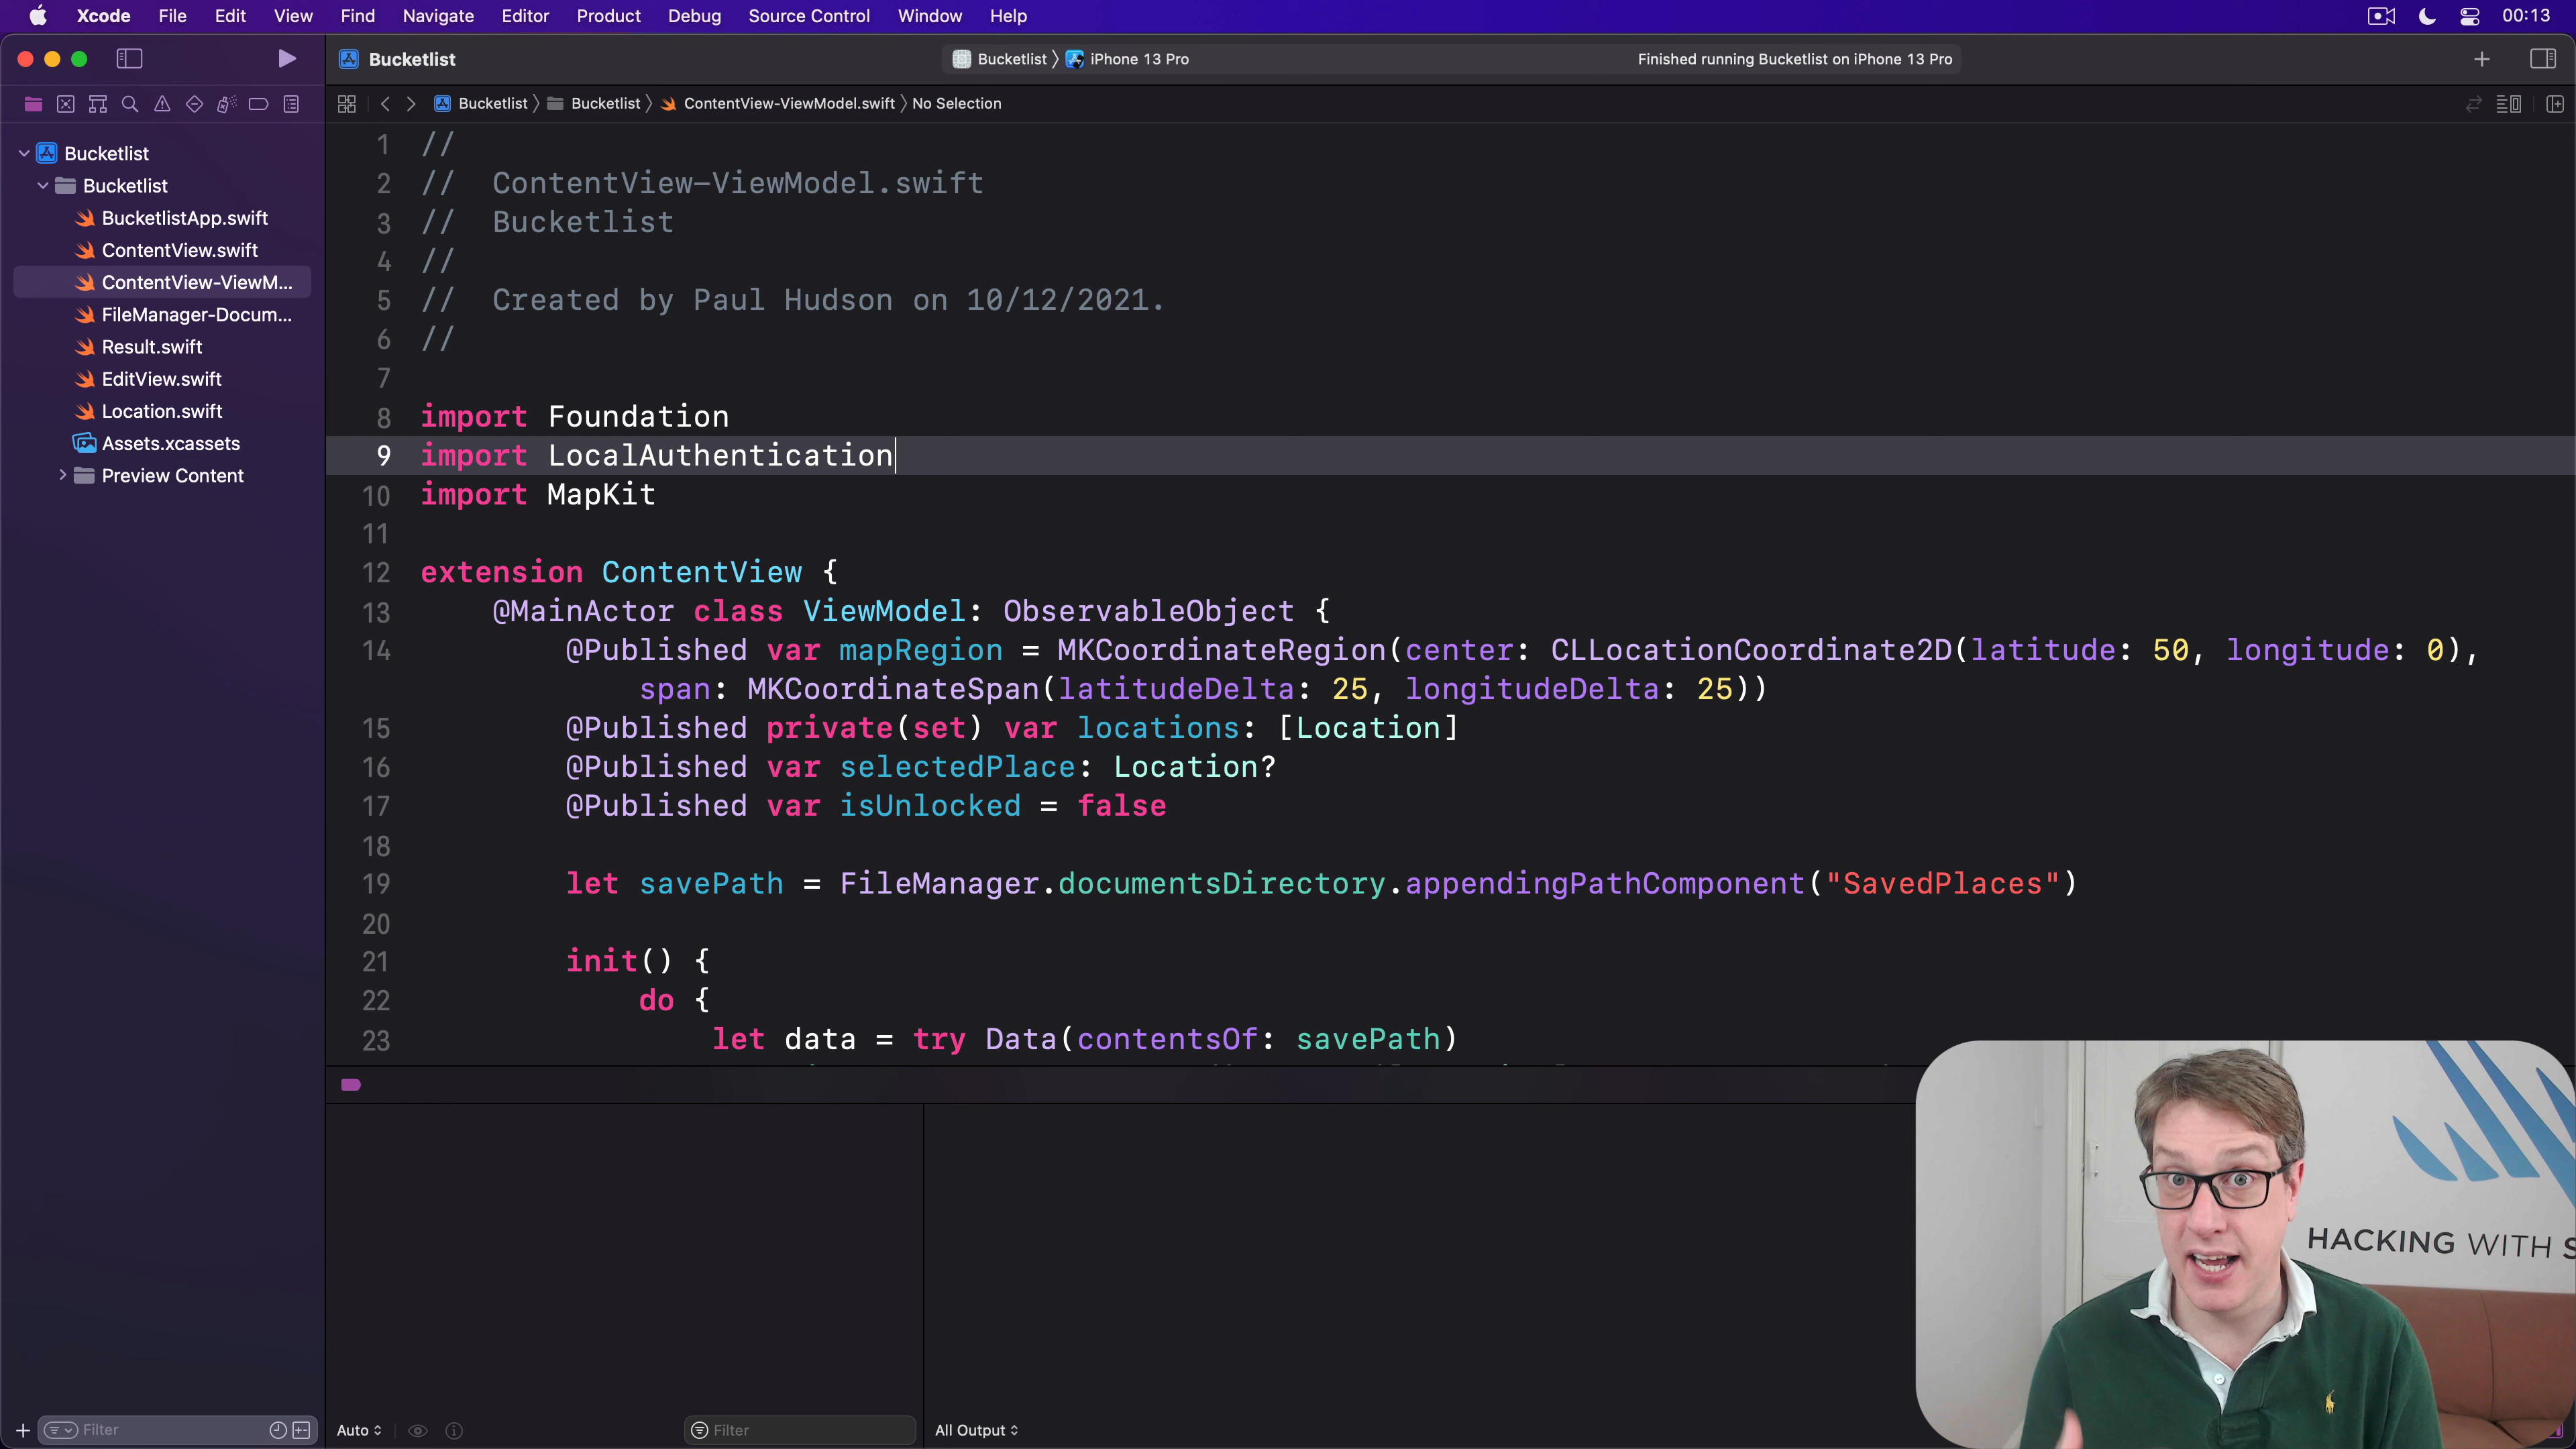 Xcode File Edit View Find Navigate Editor Product Debug Source Control Window Help 00:13
Bucketlist
Bucketlist iPhone 13 Pro
Finished running Bucketlist on iPhone 13 Pro
Bucketlist Bucketlist ContentView-ViewModel.swift No Selection
Bucketlist
Bucketlist
BucketlistApp.swift
ContentView.swift
ContentView-ViewM...
FileManager-Docum...
Result.swift
EditView.swift
Location.swift
Assets.xcassets
Preview Content
1 //
2 //  ContentView-ViewModel.swift
3 //  Bucketlist
4 //
5 //  Created by Paul Hudson on 10/12/2021.
6 //
7
8 import Foundation
9 import LocalAuthentication
10 import MapKit
11
12 extension ContentView {
13     @MainActor class ViewModel: ObservableObject {
14         @Published var mapRegion = MKCoordinateRegion(center: CLLocationCoordinate2D(latitude: 50, longitude: 0),
span: MKCoordinateSpan(latitudeDelta: 25, longitudeDelta: 25))
15         @Published private(set) var locations: [Location]
16         @Published var selectedPlace: Location?
17         @Published var isUnlocked = false
18
19         let savePath = FileManager.documentsDirectory.appendingPathComponent("SavedPlaces")
20
21         init() {
22             do {
23                 let data = try Data(contentsOf: savePath)
HACKING WITH S
Filter
Auto
Filter
All Output